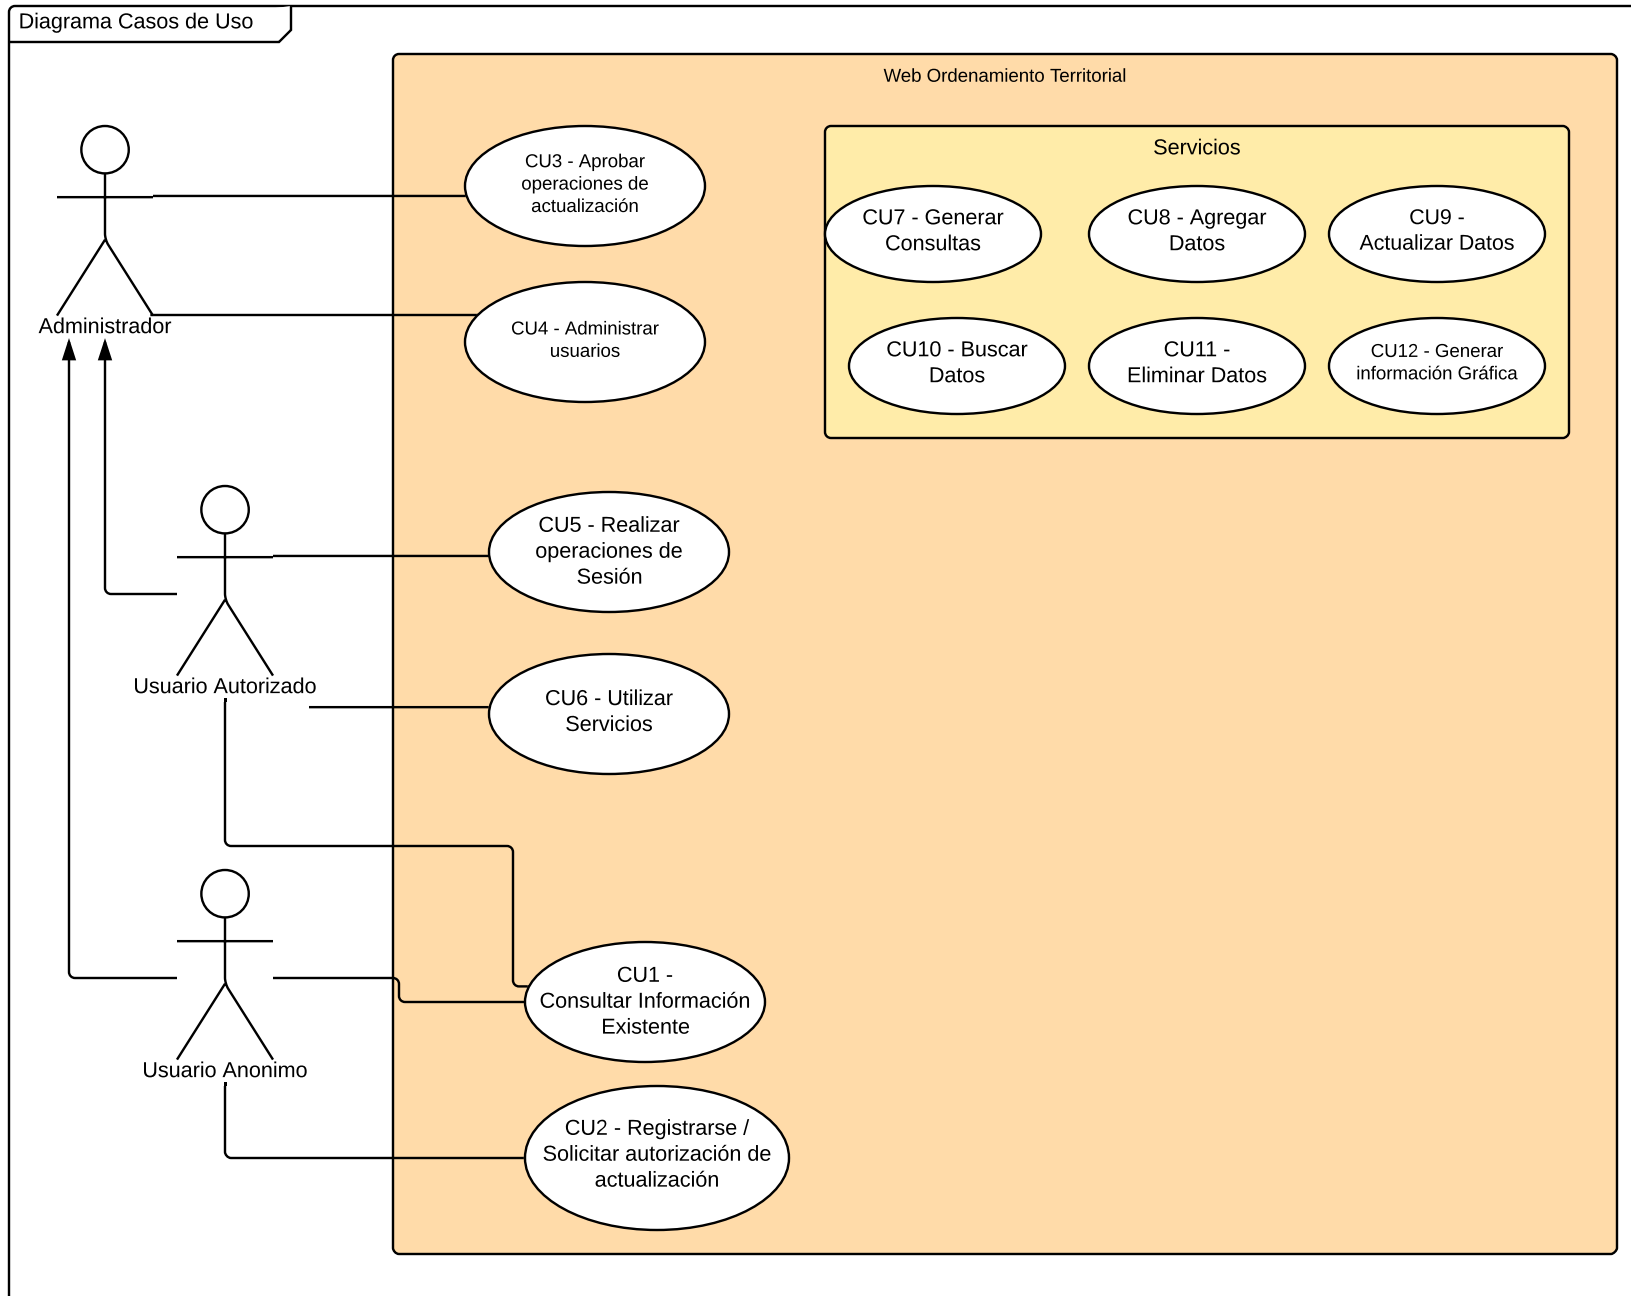 Diagrama Casos de Uso
Web Ordenamiento Territorial
Servicios
CU3 - Aprobar
operaciones de
actualización
CU7 - Generar
Consultas
CU8 - Agregar
Datos
CU9 -
Actualizar Datos
Administrador
CU4 - Administrar
usuarios
CU10 - Buscar
Datos
CU11 -
Eliminar Datos
CU12 - Generar
información Gráfica
CU5 - Realizar
operaciones de
Sesión
Usuario Autorizado
CU6 - Utilizar
Servicios
CU1 -
Consultar Información
Existente
Usuario Anonimo
CU2 - Registrarse /
Solicitar autorización de
actualización